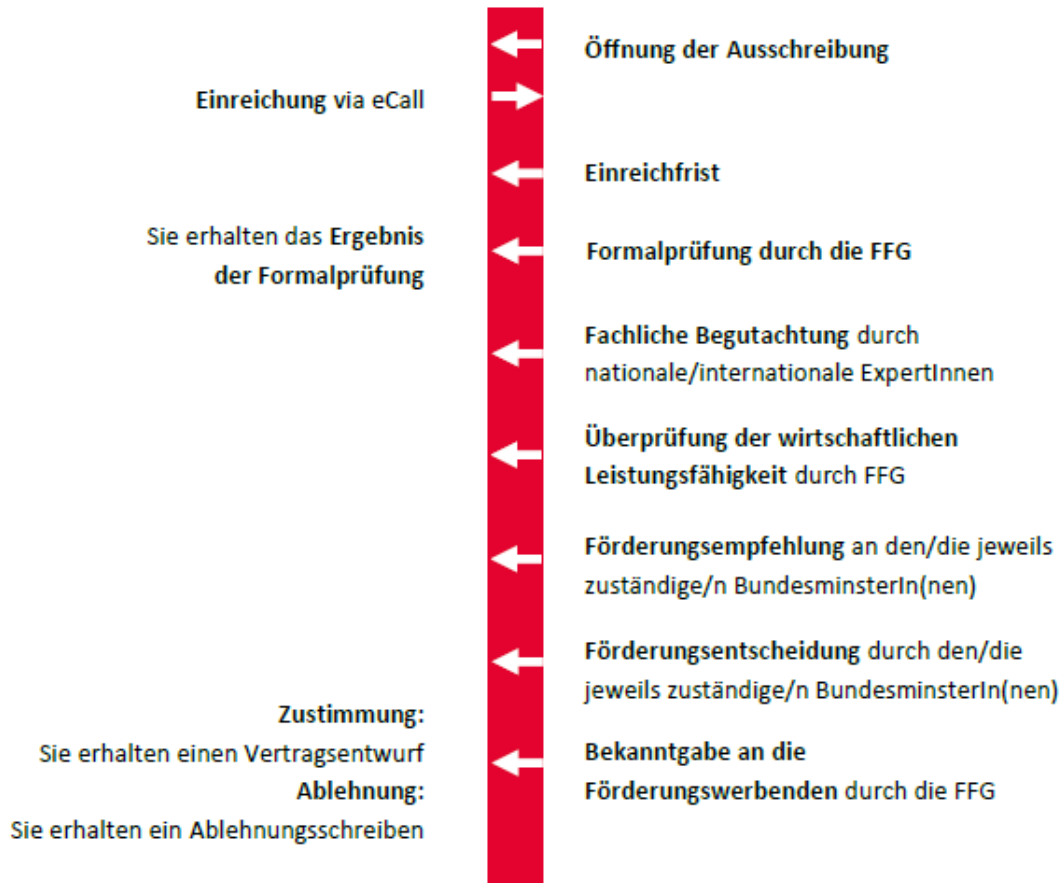 Öffnung der Ausschreibung
Einreichung via eCall
Einreichfrist
Sie erhalten das Ergebnis
der Formalprüfung
Formalprüfung durch die FFG
Fachliche Begutachtung durch
nationale/internationale ExpertInnen
Überprüfung der wirtschaftlichen
Leistungsfähigkeit durch FFG
Förderungsempfehlung an den/die jeweils
zuständige/n BundesminsterIn(nen)
Förderungsentscheidung durch den/die
jeweils zuständige/n BundesminsterIn(nen)
Zustimmung:
Sie erhalten einen Vertragsentwurf
Ablehnung:
Sie erhalten ein Ablehnungsschreiben
Bekanntgabe an die
Förderungswerbenden durch die FFG